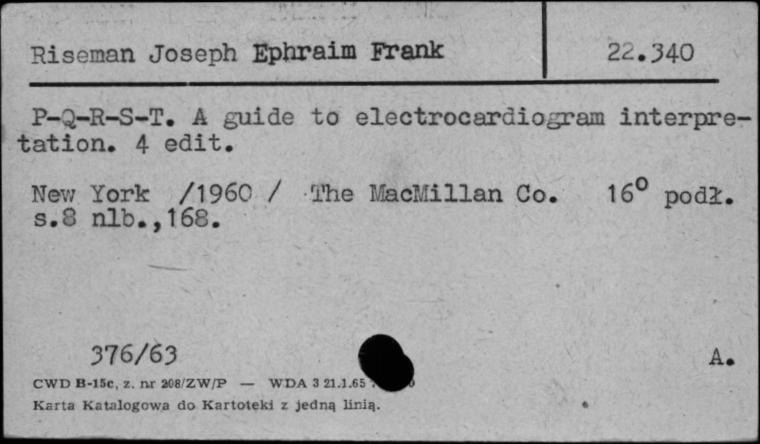 Riseman Joseph Ephraim Frank 22.340
P-Q-R-S-T. A guide to electrocardiogram interpre-
tation. 4 edit.
New York /1960/ The MacMillan Co. 16⁰ podł.
s.8 nlb.,168.
376/63 A.
CWD B-15c, z. nr 208/ZW/P — WDA 3 21.1.65
Karta Katalogowa do Kartoteki z jedną linią.